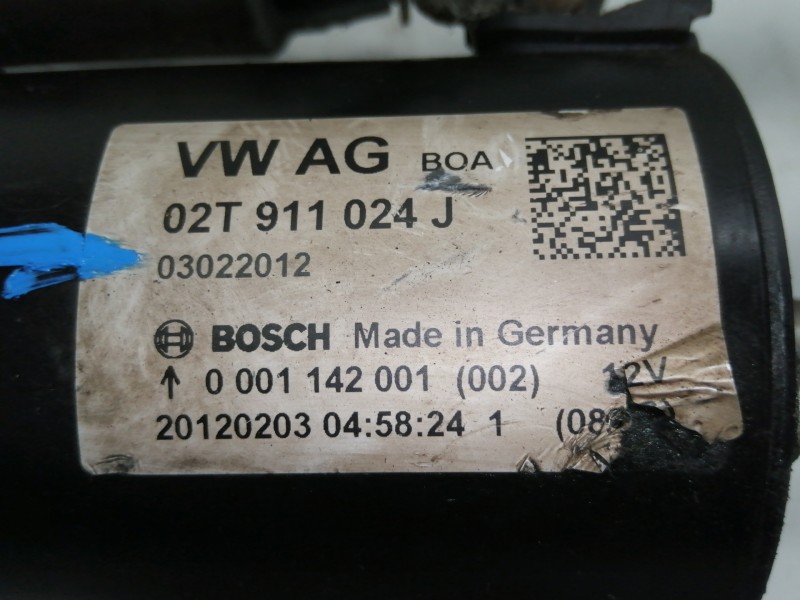 VW AG BOA
02T 911 024 J
03022012
BOSCH Made in Germany
↑ 0 001 142 001 (002) 12V
20120203 04:58:24 1